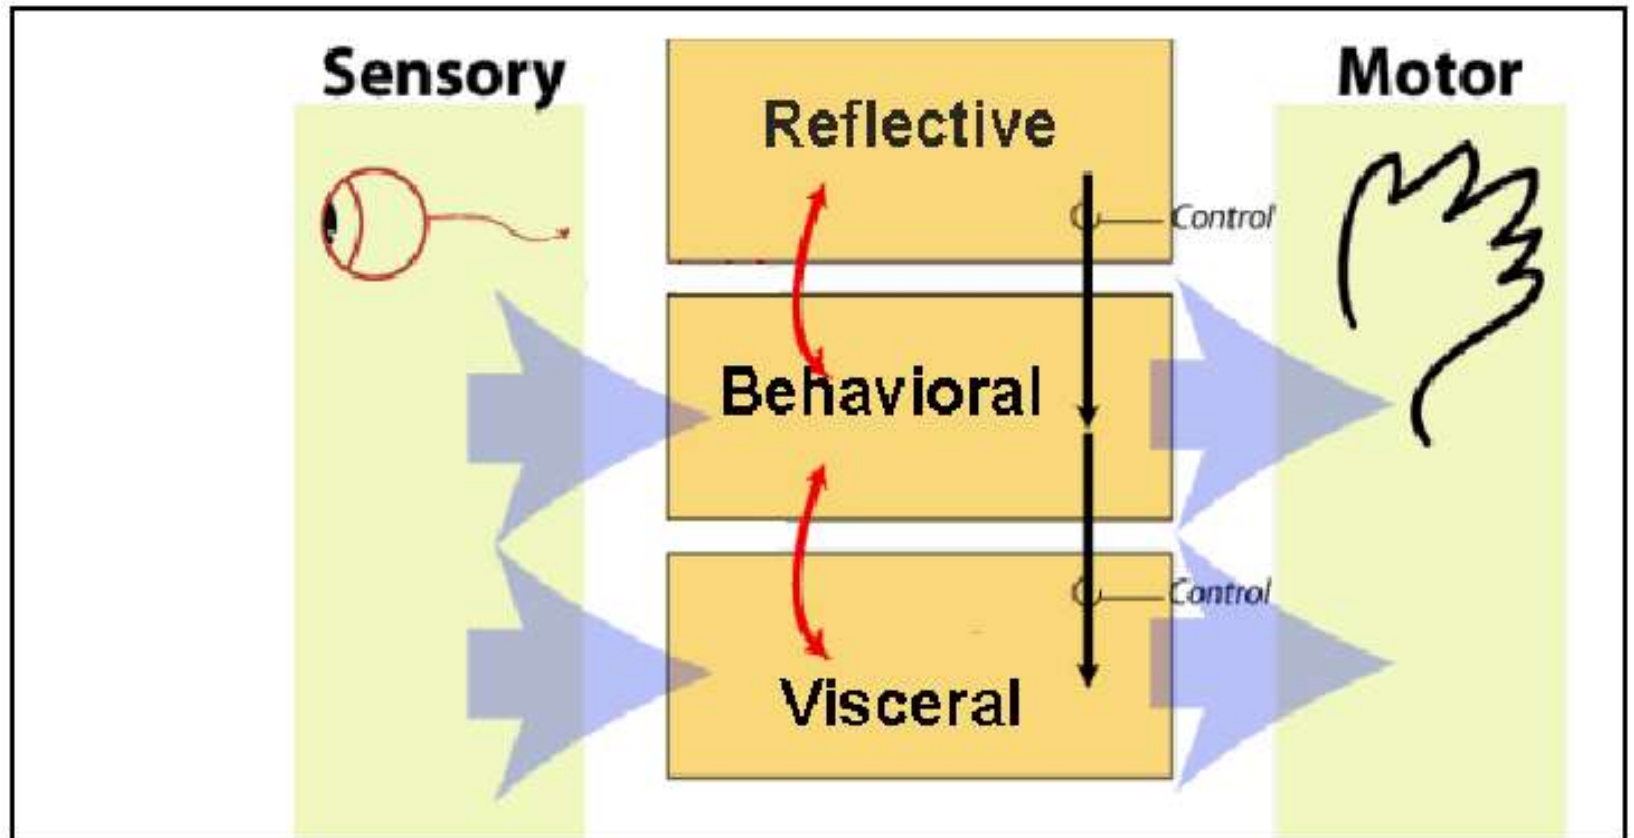 Sensory
Motor
Reflective
Control
Behavioral
Control
Visceral